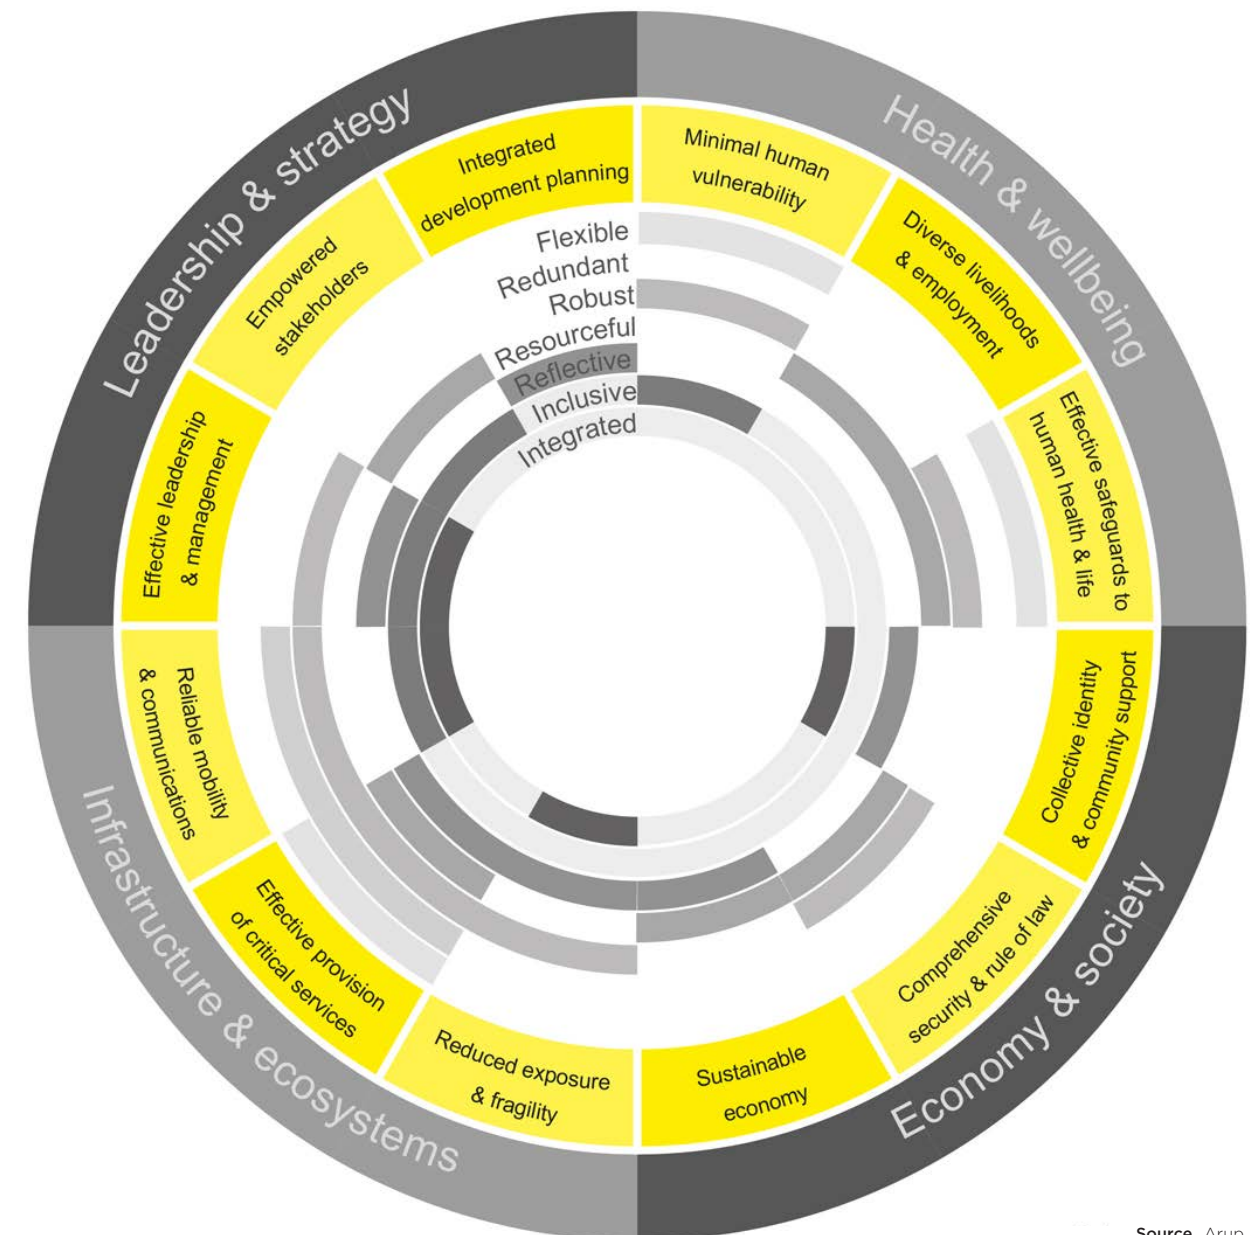 Leadership & strategy
Health & wellbeing
Economy & society
Infrastructure & ecosystems
Integrated
development planning
Minimal human
vulnerability
Diverse livelihoods
& employment
Effective safeguards to
human health & life
Collective identity
& community support
Comprehensive
security & rule of law
Sustainable
economy
Reduced exposure
& fragility
Effective provision
of critical services
Reliable mobility
& communications
Effective leadership
& management
Empowered
stakeholders
Flexible
Redundant
Robust
Resourceful
Reflective
Inclusive
Integrated
Source Arup